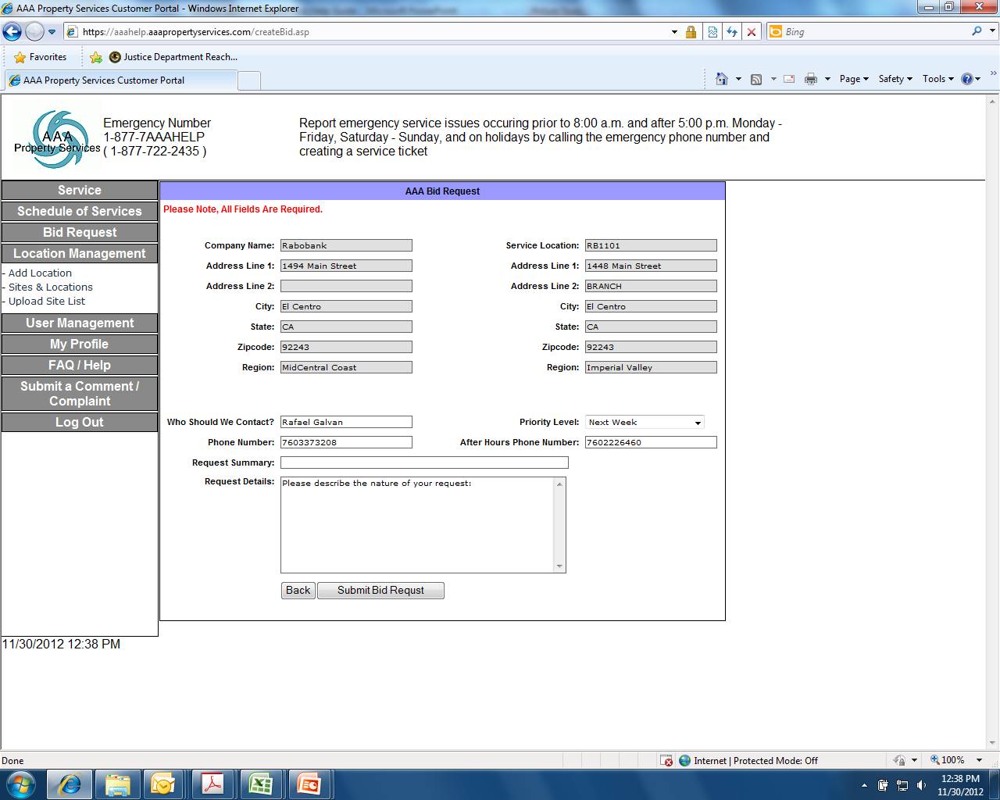 AAA Property Services Customer Portal - Windows Internet Explorer
https://aaahelp.aaapropertyservices.com/createBid.asp
Bing
Favorites
Justice Department Reach...
AAA Property Services Customer Portal
Page
Safety
Tools
AAA
Property Services
Emergency Number
1-877-7AAAHELP
( 1-877-722-2435 )
Report emergency service issues occuring prior to 8:00 a.m. and after 5:00 p.m. Monday -
Friday, Saturday - Sunday, and on holidays by calling the emergency phone number and
creating a service ticket
Service
Schedule of Services
Bid Request
Location Management
- Add Location
- Sites & Locations
- Upload Site List
User Management
My Profile
FAQ / Help
Submit a Comment /
Complaint
Log Out
11/30/2012 12:38 PM
AAA Bid Request
Please Note, All Fields Are Required.
Company Name: Rabobank Service Location: RB1101
Address Line 1: 1494 Main Street Address Line 1: 1448 Main Street
Address Line 2: Address Line 2: BRANCH
City: El Centro City: El Centro
State: CA State: CA
Zipcode: 92243 Zipcode: 92243
Region: MidCentral Coast Region: Imperial Valley
Who Should We Contact? Rafael Galvan Priority Level: Next Week
Phone Number: 7603373208 After Hours Phone Number: 7602226460
Request Summary:
Request Details: Please describe the nature of your request:
Back Submit Bid Requst
Done
Internet | Protected Mode: Off
100%
12:38 PM
11/30/2012